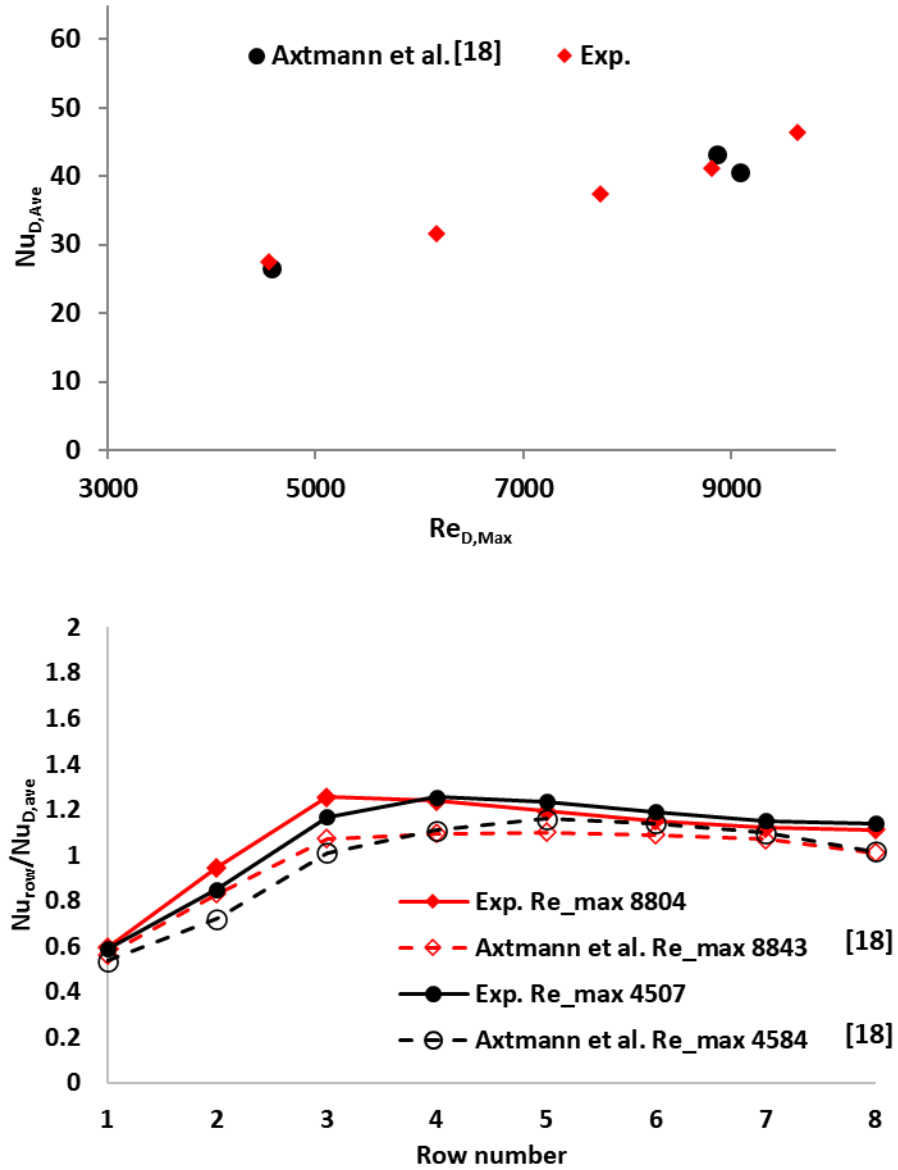 60
50
40
30
20
10
0
Nu_D,Ave
Axtmann et al. [18]
Exp.
3000 5000 7000 9000
Re_D,Max
2
1.8
1.6
1.4
1.2
1
0.8
0.6
0.4
0.2
0
Nu_row/Nu_D,ave
Exp. Re_max 8804
Axtmann et al. Re_max 8843 [18]
Exp. Re_max 4507
Axtmann et al. Re_max 4584 [18]
1 2 3 4 5 6 7 8
Row number